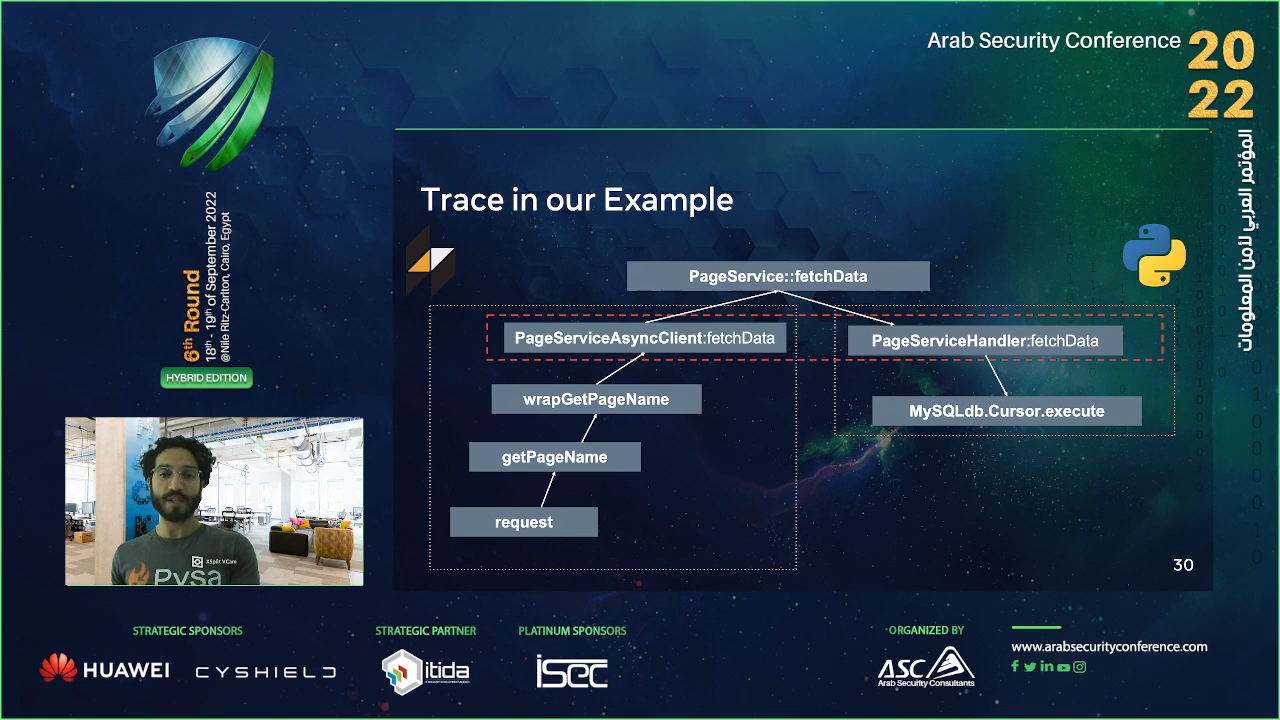 Arab Security Conference
20
22
المؤتمر العربي لأمن المعلومات
6th Round
18th - 19th of September 2022
@Nile Ritz-Carlton, Cairo, Egypt
HYBRID EDITION
Trace in our Example
PageService::fetchData
PageServiceAsyncClient:fetchData
PageServiceHandler:fetchData
wrapGetPageName
MySQLdb.Cursor.execute
getPageName
request
30
XSplit VCam
Pysa
STRATEGIC SPONSORS
STRATEGIC PARTNER
PLATINUM SPONSORS
ORGANIZED BY
HUAWEI
CYSHIELD
itida
isec
ASC
Arab Security Consultants
www.arabsecurityconference.com